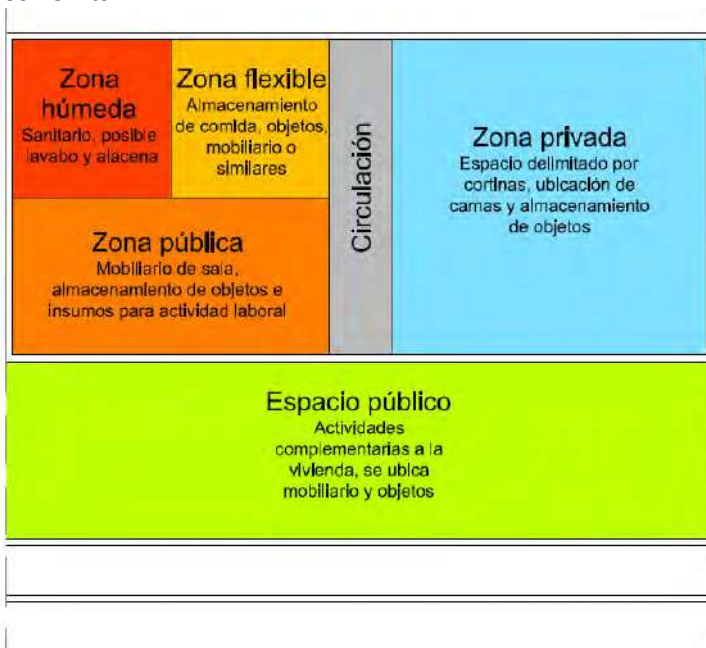 Zona
húmeda
Sanitario, posible
lavabo y alacena
Zona flexible
Almacenamiento
de comida, objetos,
mobiliario o
similares
Zona pública
Mobiliario de sala,
almacenamiento de objetos e
insumos para actividad laboral
Circulación
Zona privada
Espacio delimitado por
cortinas, ubicación de
camas y almacenamiento
de objetos
Espacio público
Actividades
complementarias a la
vivienda, se ubica
mobiliario y objetos